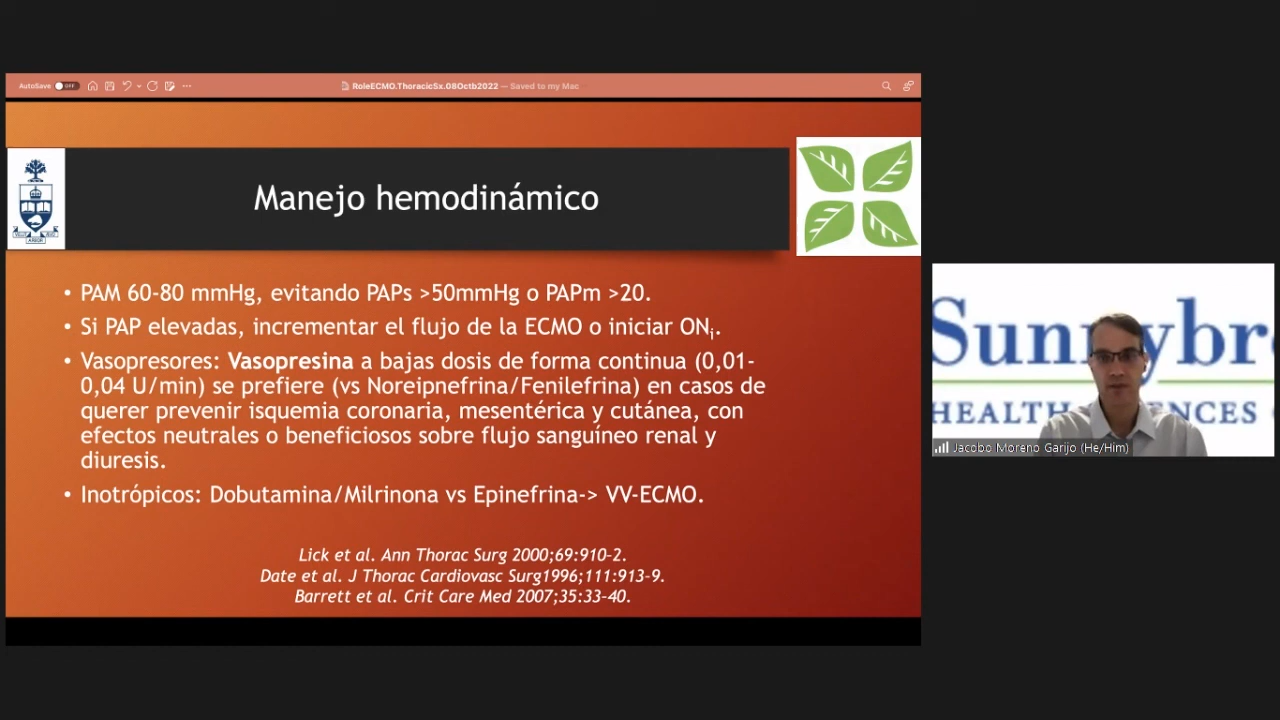 AutoSave OFF
RoleECMO.ThoracicSx.08Octb2022 — Saved to my Mac
Manejo hemodinámico
• PAM 60-80 mmHg, evitando PAPs >50mmHg o PAPm >20.
• Si PAP elevadas, incrementar el flujo de la ECMO o iniciar ONi.
• Vasopresores: Vasopresina a bajas dosis de forma continua (0,01-
0,04 U/min) se prefiere (vs Noreipnefrina/Fenilefrina) en casos de
querer prevenir isquemia coronaria, mesentérica y cutánea, con
efectos neutrales o beneficiosos sobre flujo sanguíneo renal y
diuresis.
• Inotrópicos: Dobutamina/Milrinona vs Epinefrina-> VV-ECMO.
Lick et al. Ann Thorac Surg 2000;69:910-2.
Date et al. J Thorac Cardiovasc Surg1996;111:913-9.
Barrett et al. Crit Care Med 2007;35:33-40.
Sunnybr
HEALTH ENCES
Jacobo Moreno Garijo (He/Him)